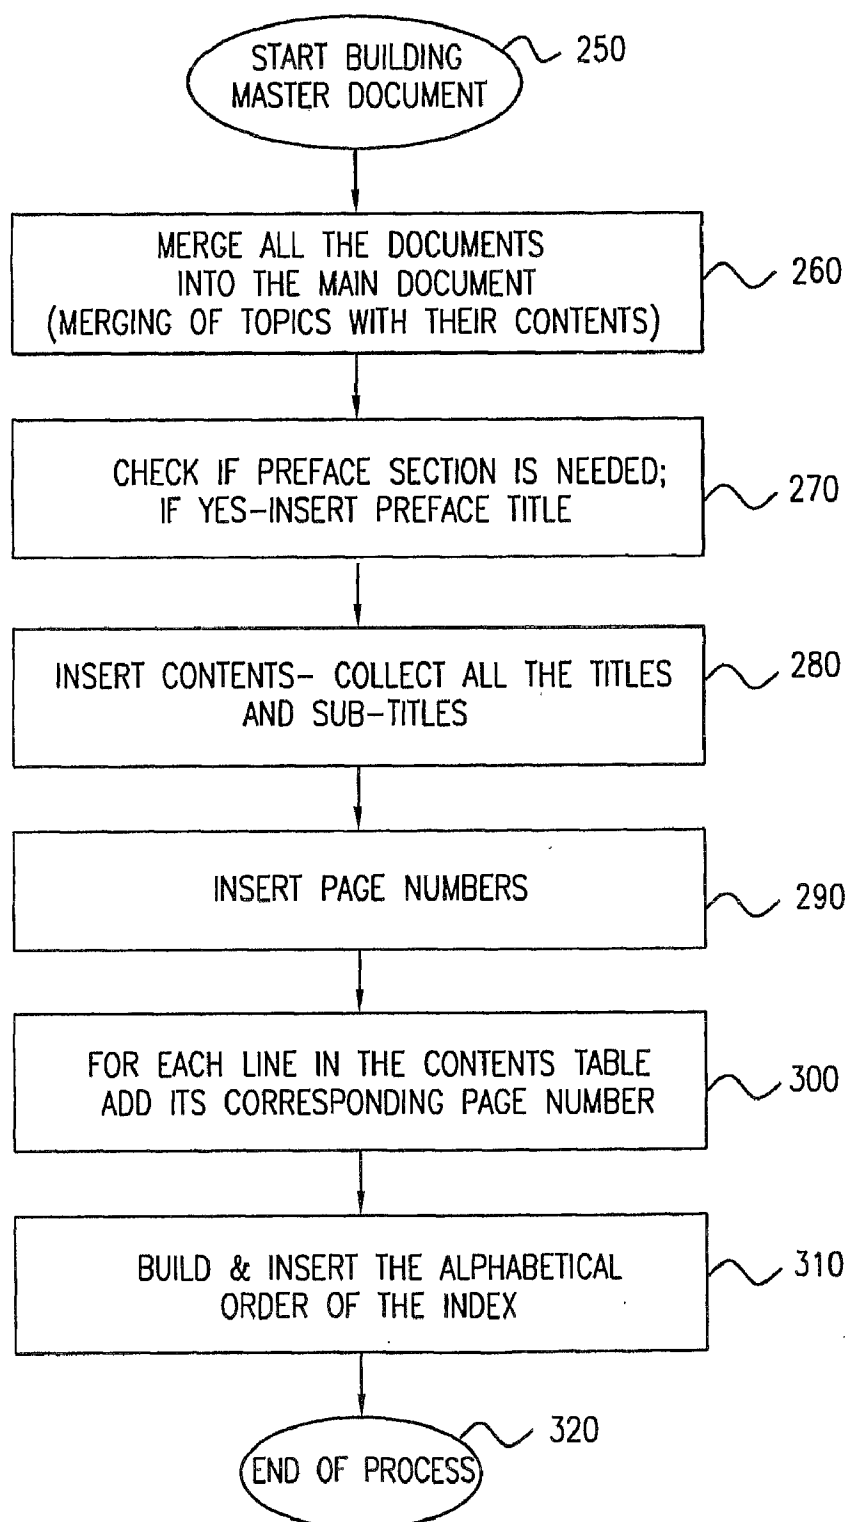 START BUILDING
MASTER DOCUMENT
250
MERGE ALL THE DOCUMENTS
INTO THE MAIN DOCUMENT
(MERGING OF TOPICS WITH THEIR CONTENTS)
260
CHECK IF PREFACE SECTION IS NEEDED;
IF YES-INSERT PREFACE TITLE
270
INSERT CONTENTS- COLLECT ALL THE TITLES
AND SUB-TITLES
280
INSERT PAGE NUMBERS
290
FOR EACH LINE IN THE CONTENTS TABLE
ADD ITS CORRESPONDING PAGE NUMBER
300
BUILD & INSERT THE ALPHABETICAL
ORDER OF THE INDEX
310
END OF PROCESS
320